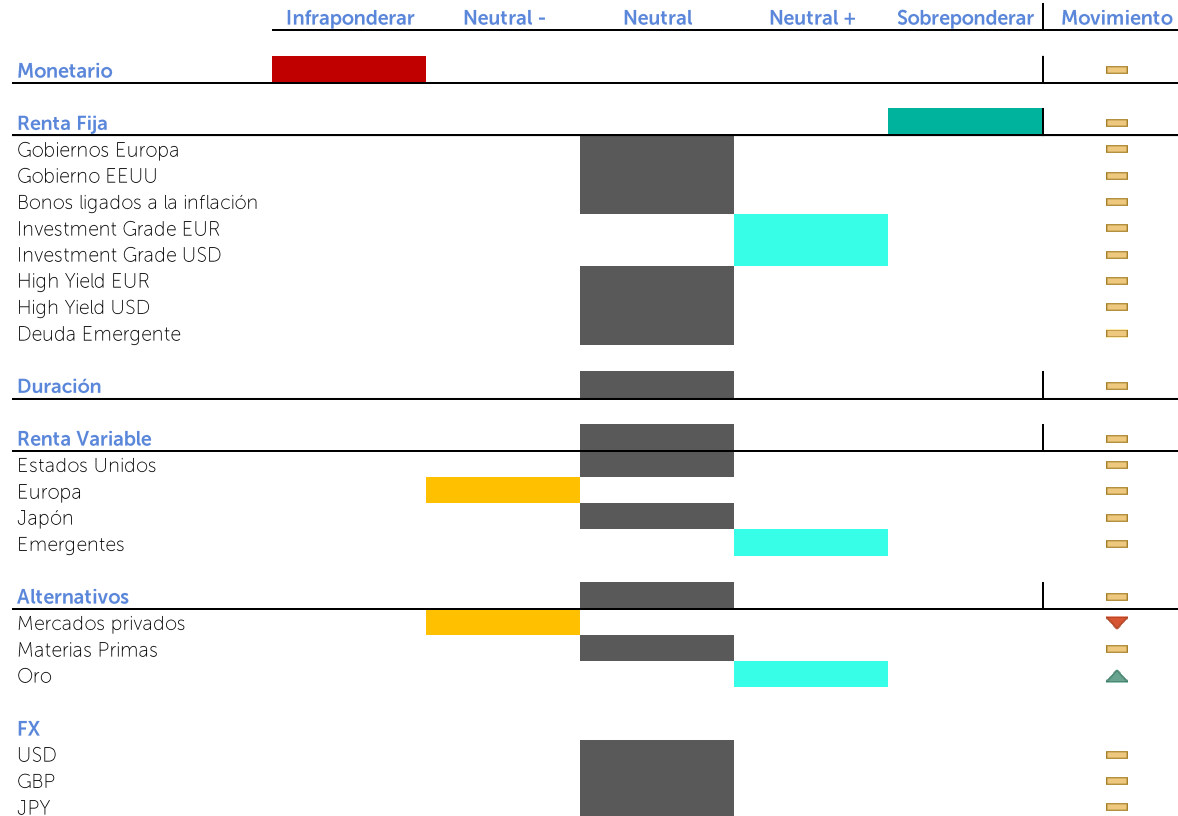 Infraponderar Neutral - Neutral Neutral + Sobreponderar Movimiento
Monetario
Renta Fija
Gobiernos Europa
Gobierno EEUU
Bonos ligados a la inflación
Investment Grade EUR
Investment Grade USD
High Yield EUR
High Yield USD
Deuda Emergente
Duración
Renta Variable
Estados Unidos
Europa
Japón
Emergentes
Alternativos
Mercados privados
Materias Primas
Oro
FX
USD
GBP
JPY